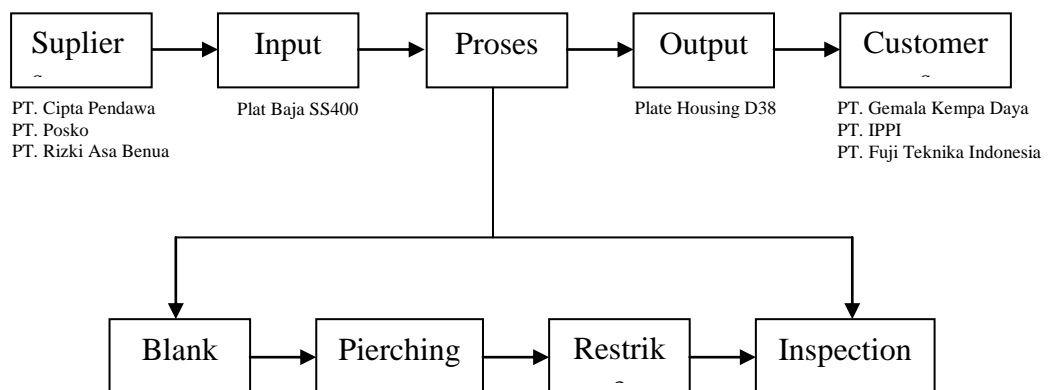 Suplier
Input
Proses
Output
Customer
PT. Cipta Pendawa
PT. Posko
PT. Rizki Asa Benua
Plat Baja SS400
Plate Housing D38
PT. Gemala Kempa Daya
PT. IPPI
PT. Fuji Teknika Indonesia
Blank
Pierching
Restrik
Inspection